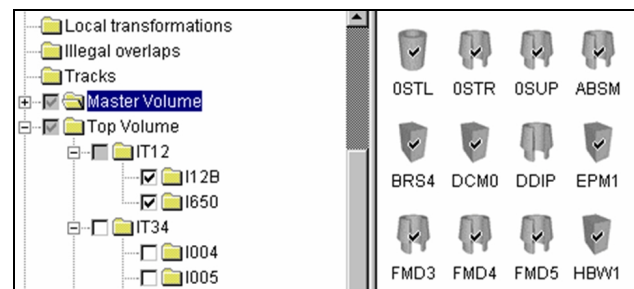 Local transformations
Illegal overlaps
Tracks
Master Volume
Top Volume
IT12
I12B
I650
IT34
I004
I005
0STL 0STR 0SUP ABSM
BRS4 DCM0 DDIP EPM1
FMD3 FMD4 FMD5 HBW1